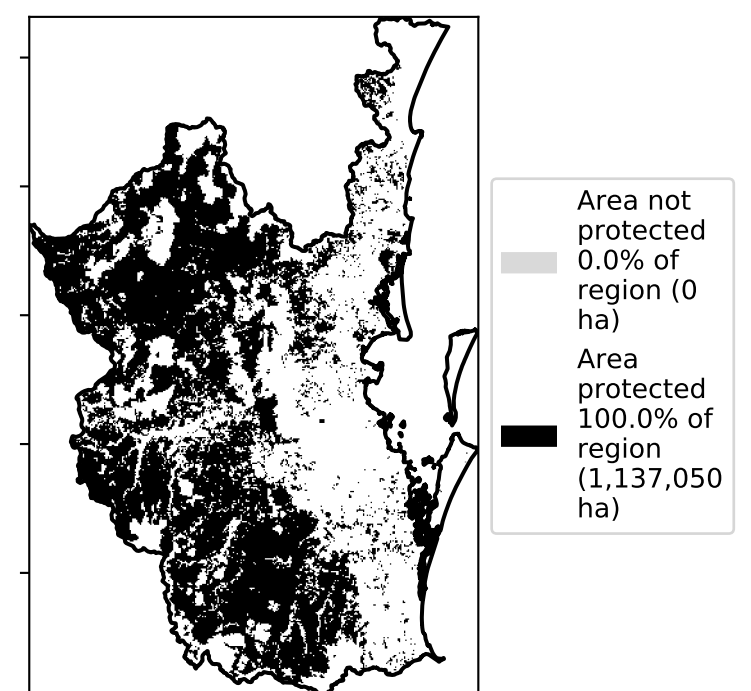 Area not
protected
0.0% of
region (0
ha)
Area
protected
100.0% of
region
(1,137,050
ha)